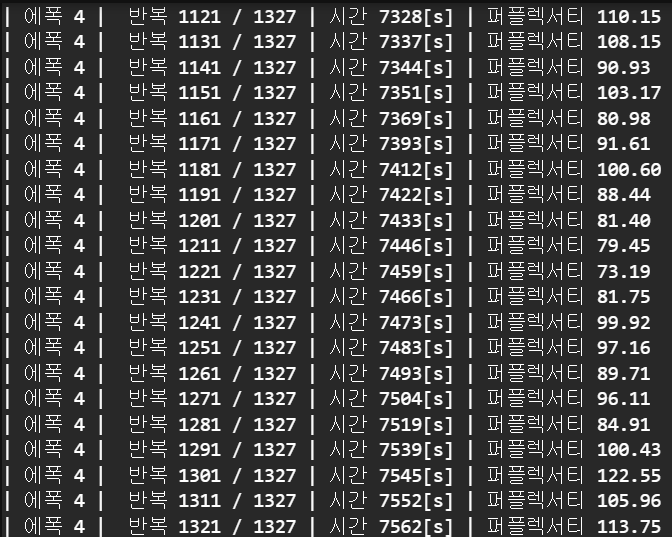 | 에폭 4 | 반복 1121 / 1327 | 시간 7328[s] | 퍼플렉서티 110.15
| 에폭 4 | 반복 1131 / 1327 | 시간 7337[s] | 퍼플렉서티 108.15
| 에폭 4 | 반복 1141 / 1327 | 시간 7344[s] | 퍼플렉서티 90.93
| 에폭 4 | 반복 1151 / 1327 | 시간 7351[s] | 퍼플렉서티 103.17
| 에폭 4 | 반복 1161 / 1327 | 시간 7369[s] | 퍼플렉서티 80.98
| 에폭 4 | 반복 1171 / 1327 | 시간 7393[s] | 퍼플렉서티 91.61
| 에폭 4 | 반복 1181 / 1327 | 시간 7412[s] | 퍼플렉서티 100.60
| 에폭 4 | 반복 1191 / 1327 | 시간 7422[s] | 퍼플렉서티 88.44
| 에폭 4 | 반복 1201 / 1327 | 시간 7433[s] | 퍼플렉서티 81.40
| 에폭 4 | 반복 1211 / 1327 | 시간 7446[s] | 퍼플렉서티 79.45
| 에폭 4 | 반복 1221 / 1327 | 시간 7459[s] | 퍼플렉서티 73.19
| 에폭 4 | 반복 1231 / 1327 | 시간 7466[s] | 퍼플렉서티 81.75
| 에폭 4 | 반복 1241 / 1327 | 시간 7473[s] | 퍼플렉서티 99.92
| 에폭 4 | 반복 1251 / 1327 | 시간 7483[s] | 퍼플렉서티 97.16
| 에폭 4 | 반복 1261 / 1327 | 시간 7493[s] | 퍼플렉서티 89.71
| 에폭 4 | 반복 1271 / 1327 | 시간 7504[s] | 퍼플렉서티 96.11
| 에폭 4 | 반복 1281 / 1327 | 시간 7519[s] | 퍼플렉서티 84.91
| 에폭 4 | 반복 1291 / 1327 | 시간 7539[s] | 퍼플렉서티 100.43
| 에폭 4 | 반복 1301 / 1327 | 시간 7545[s] | 퍼플렉서티 122.55
| 에폭 4 | 반복 1311 / 1327 | 시간 7552[s] | 퍼플렉서티 105.96
| 에폭 4 | 반복 1321 / 1327 | 시간 7562[s] | 퍼플렉서티 113.75